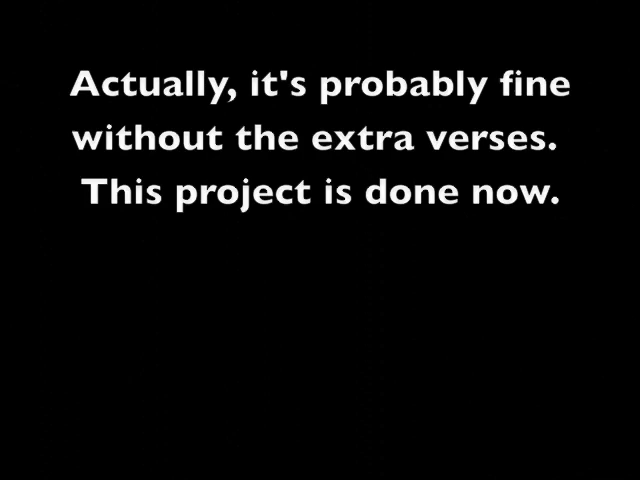 Actually, it's probably fine
without the extra verses.
This project is done now.